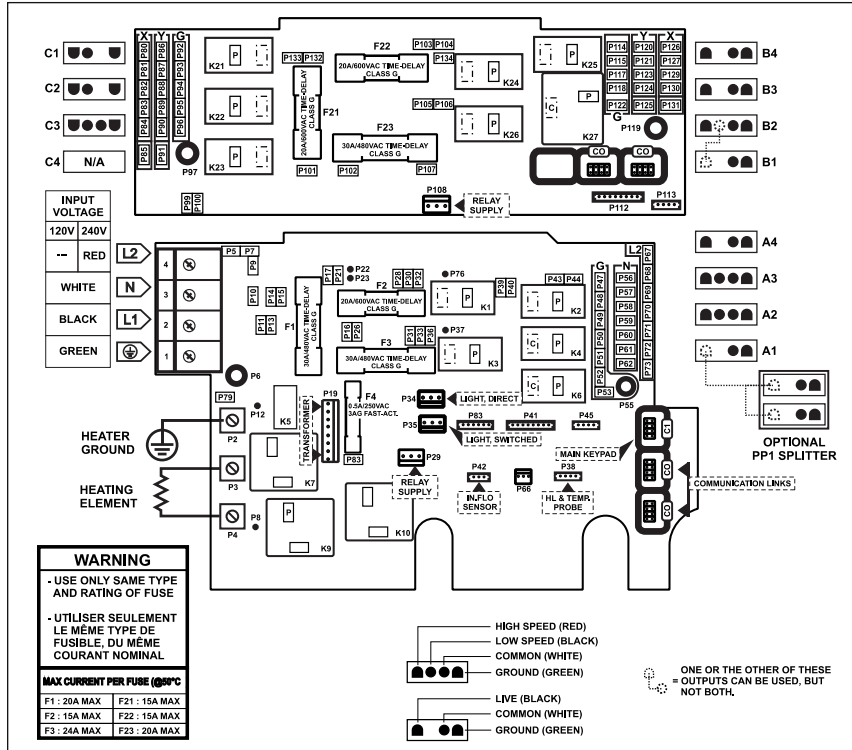 C1
C2
C3
C4
N/A
X
Y
G
P80
P81
P82
P83
P84
P85
P86
P87
P88
P89
P90
P91
P92
P93
P94
P95
P96
P97
P99
P100
K21
K22
K23
P
P
P
P133
P132
F22
P103
P104
P134
20A/600VAC TIME-DELAY
CLASS G
20A/600VAC TIME-DELAY
CLASS G
F21
P105
P106
F23
30A/480VAC TIME-DELAY
CLASS G
P101
P102
P107
P
K24
P
K25
P
K26
C
P
K27
P108
RELAY
SUPPLY
CO
CO
P112
P113
Y
X
P114
P115
P117
P118
P122
G
P120
P121
P123
P124
P125
P126
P127
P129
P130
P131
P119
B4
B3
B2
B1
INPUT
VOLTAGE
120V
240V
---
RED
WHITE
BLACK
GREEN
L2
N
L1
4
3
2
1
P5
P7
P9
P10
P11
P13
P14
P15
P17
P21
P22
P23
F1
30A/480VAC TIME-DELAY
CLASS G
F2
20A/600VAC TIME-DELAY
CLASS G
P28
P30
P32
P16
P26
F3
30A/480VAC TIME-DELAY
CLASS G
P31
P33
P36
P76
P
K1
P39
P40
P37
P
K3
P43
P44
P
K2
C
P
K4
C
P
K6
L2
G
N
P47
P48
P49
P50
P51
P52
P53
P56
P57
P58
P59
P60
P61
P62
P67
P68
P69
P70
P71
P72
P73
P55
A4
A3
A2
A1
OPTIONAL
PP1 SPLITTER
P6
P79
P12
P2
P3
P4
P8
HEATER
GROUND
HEATING
ELEMENT
K5
K7
P
K9
K10
P19
TRANSFORMER
F4
0.5A/250VAC
3AG FAST-ACT.
P83
P34
LIGHT, DIRECT
P35
LIGHT, SWITCHED
P29
RELAY
SUPPLY
P83
P41
P45
P42
IN.FLO
SENSOR
P66
P38
HL & TEMP.
PROBE
MAIN KEYPAD
C1
CO
CO
COMMUNICATION LINKS
WARNING
- USE ONLY SAME TYPE
AND RATING OF FUSE
- UTILISER SEULEMENT
LE MÊME TYPE DE
FUSIBLE, DU MÊME
COURANT NOMINAL
MAX CURRENT PER FUSE (@50°C
F1 : 20A MAX
F21 : 15A MAX
F2 : 15A MAX
F22 : 15A MAX
F3 : 24A MAX
F23 : 20A MAX
HIGH SPEED (RED)
LOW SPEED (BLACK)
COMMON (WHITE)
GROUND (GREEN)
LIVE (BLACK)
COMMON (WHITE)
GROUND (GREEN)
ONE OR THE OTHER OF THESE
= OUTPUTS CAN BE USED, BUT
NOT BOTH.